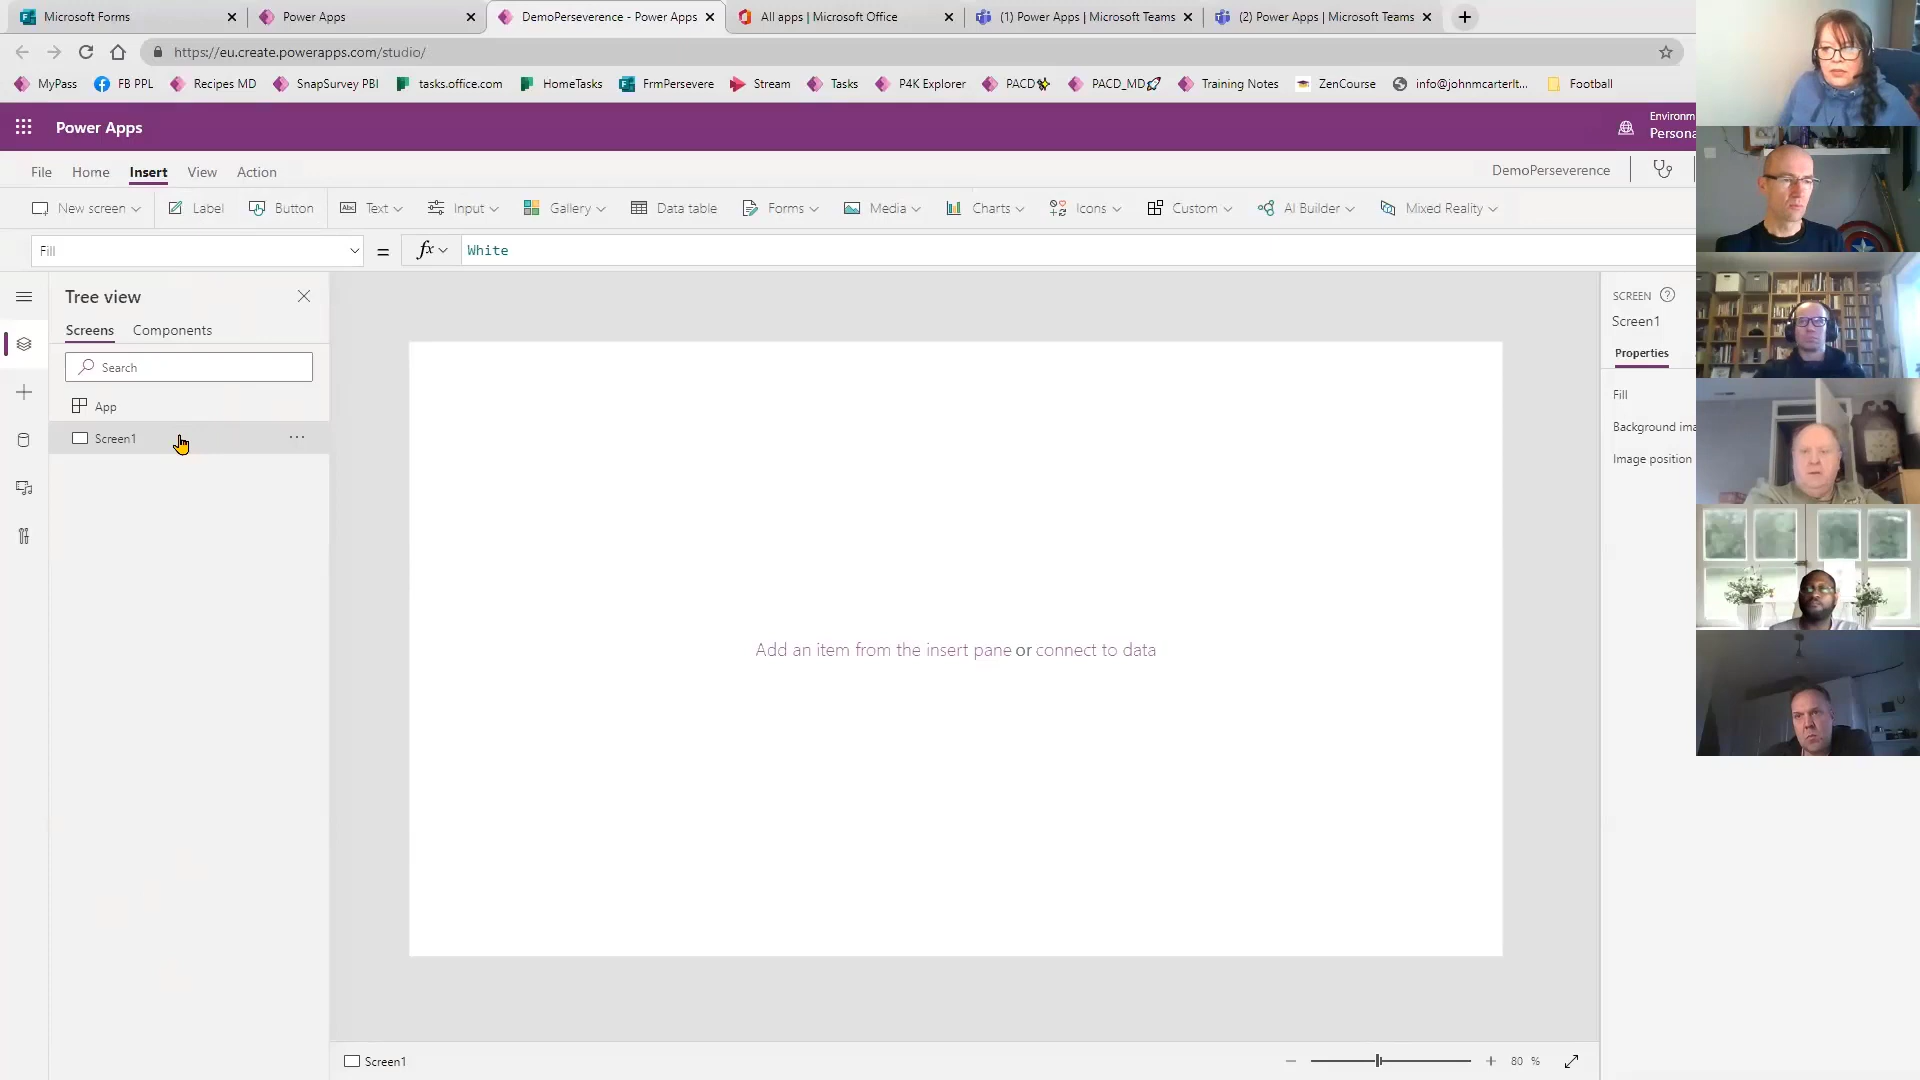 Microsoft Forms
Power Apps
DemoPerseverence - Power Apps
All apps | Microsoft Office
(1) Power Apps | Microsoft Teams
(2) Power Apps | Microsoft Teams
https://eu.create.powerapps.com/studio/
MyPass
FB PPL
Recipes MD
SnapSurvey PBI
tasks.office.com
HomeTasks
FrmPersevere
Stream
Tasks
P4K Explorer
PACD
PACD_MD
Training Notes
ZenCourse
info@johnmcarterlt...
Football
Power Apps
Environm
Persona
File
Home
Insert
View
Action
DemoPerseverence
New screen
Label
Button
Abc
Text
Input
Gallery
Data table
Forms
Media
Charts
Icons
Custom
AI Builder
Mixed Reality
Fill
=
fx
White
Tree view
Screens
Components
Search
App
Screen1
...
Add an item from the insert pane or connect to data
SCREEN
Screen1
Properties
Fill
Background ima
Image position
Screen1
80 %